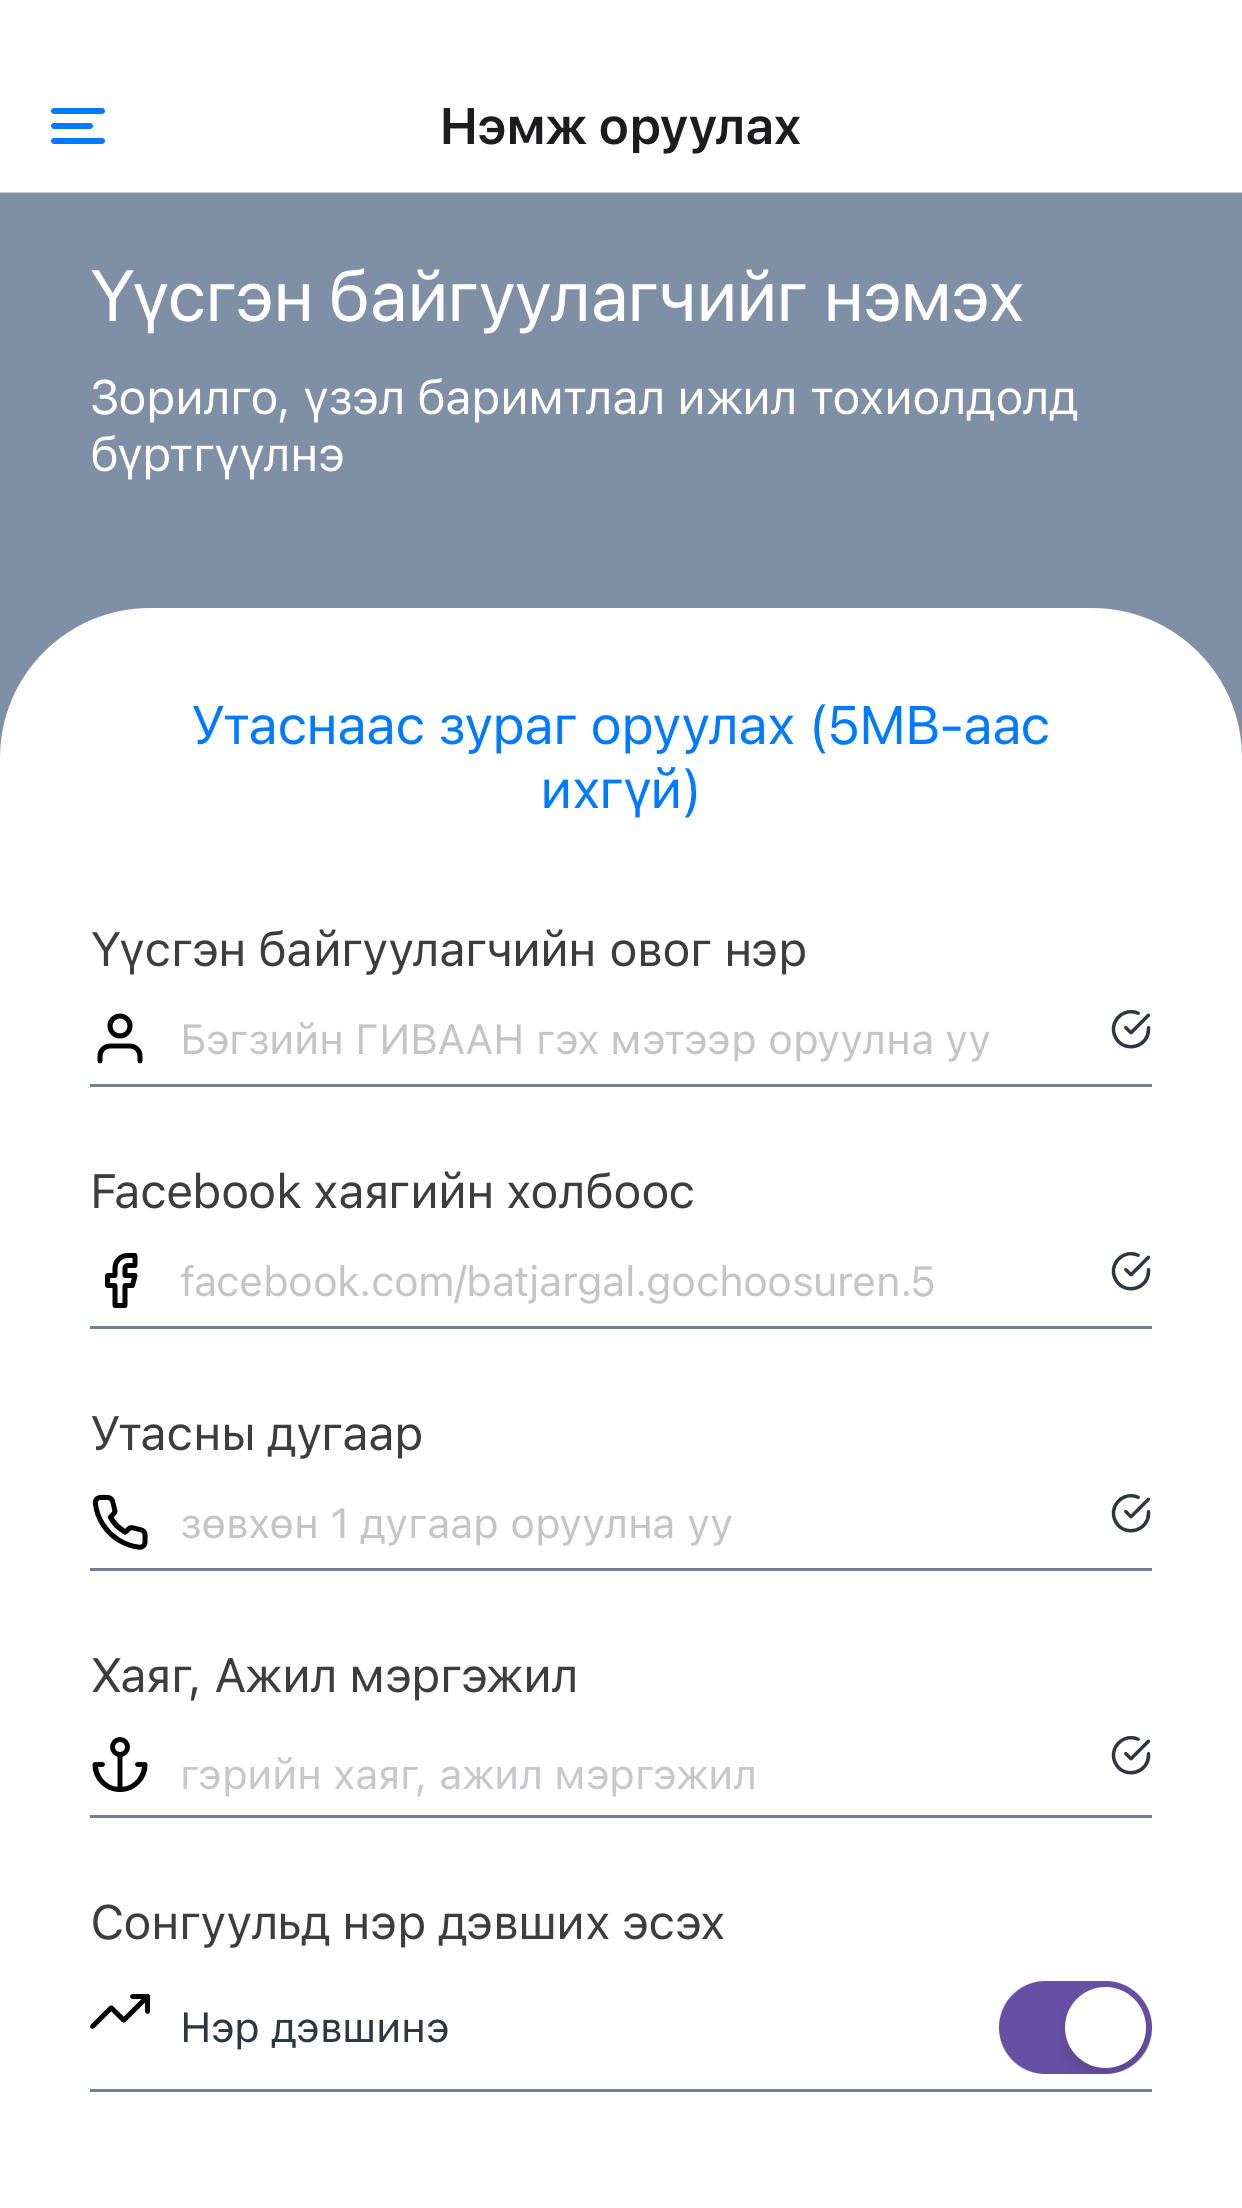 Нэмж оруулах
Үүсгэн байгуулагчийг нэмэх
Зорилго, үзэл баримтлал ижил тохиолдолд
бүртгүүлнэ
Утаснаас зураг оруулах (5MB-аас
ихгүй)
Үүсгэн байгуулагчийн овог нэр
Бэгзийн ГИВААН гэх мэтээр оруулна уу
Facebook хаягийн холбоос
facebook.com/batjargal.gochoosuren.5
Утасны дугаар
зөвхөн 1 дугаар оруулна уу
Хаяг, Ажил мэргэжил
гэрийн хаяг, ажил мэргэжил
Сонгуульд нэр дэвших эсэх
Нэр дэвшинэ